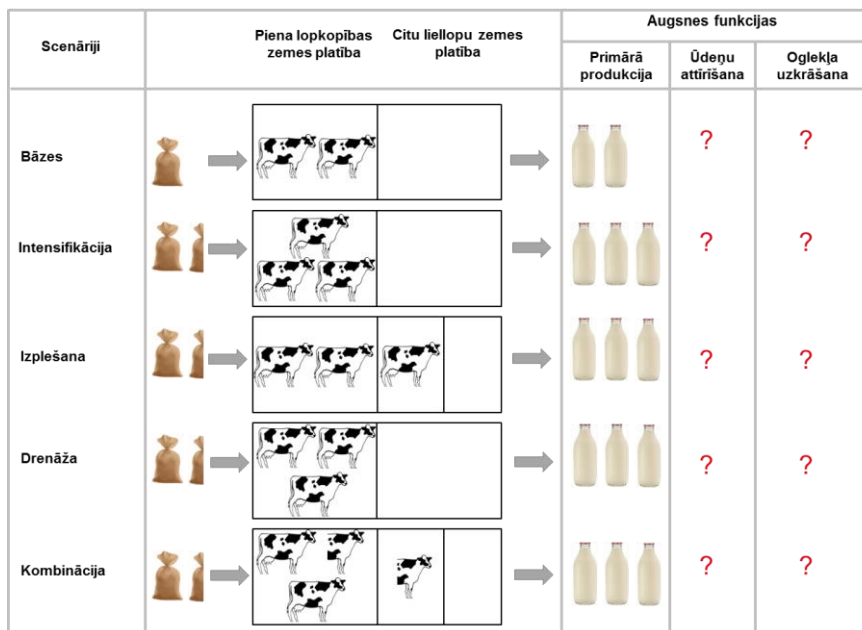 Scenāriji
Piena lopkopības
zemes platība
Citu liellopu zemes
platība
Augsnes funkcijas
Primārā
produkcija
Ūdeņu
attīrīšana
Oglekļa
uzkrāšana
Bāzes
?
?
Intensifikācija
?
?
Izplešana
?
?
Drenāža
?
?
Kombinācija
?
?